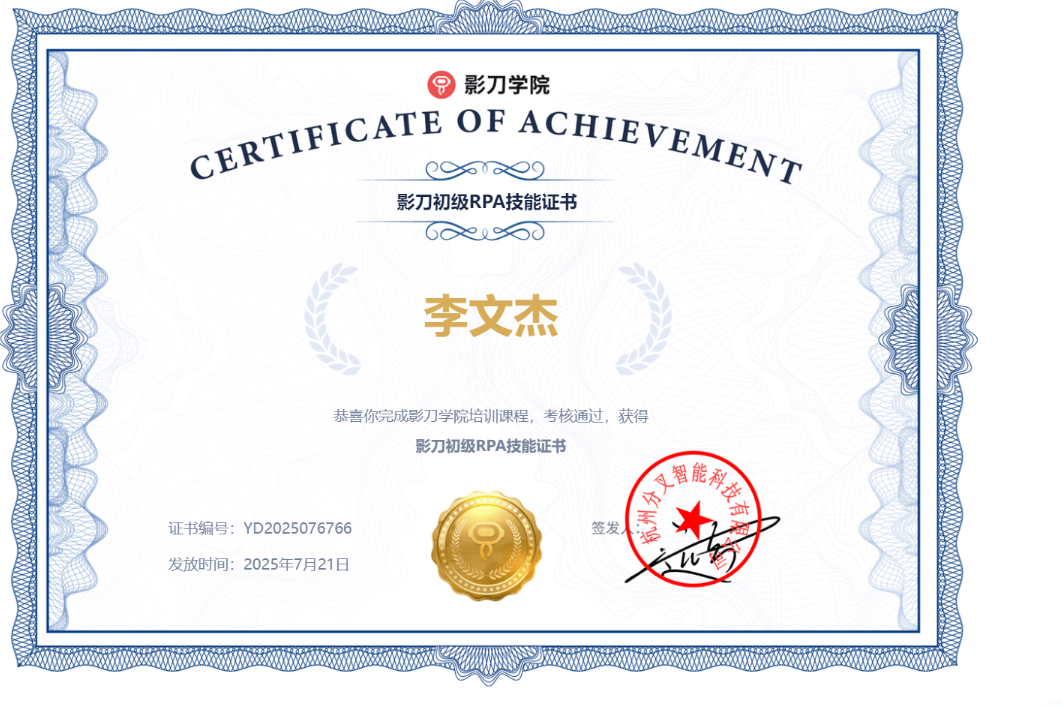 影刀学院
CERTIFICATE OF ACHIEVEMENT
影刀初级RPA技能证书
李文杰
恭喜你完成影刀学院培训课程，考核通过，获得
影刀初级RPA技能证书
证书编号：YD2025076766
发放时间：2025年7月21日
签发人：
杭州分叉智能科技有限公司